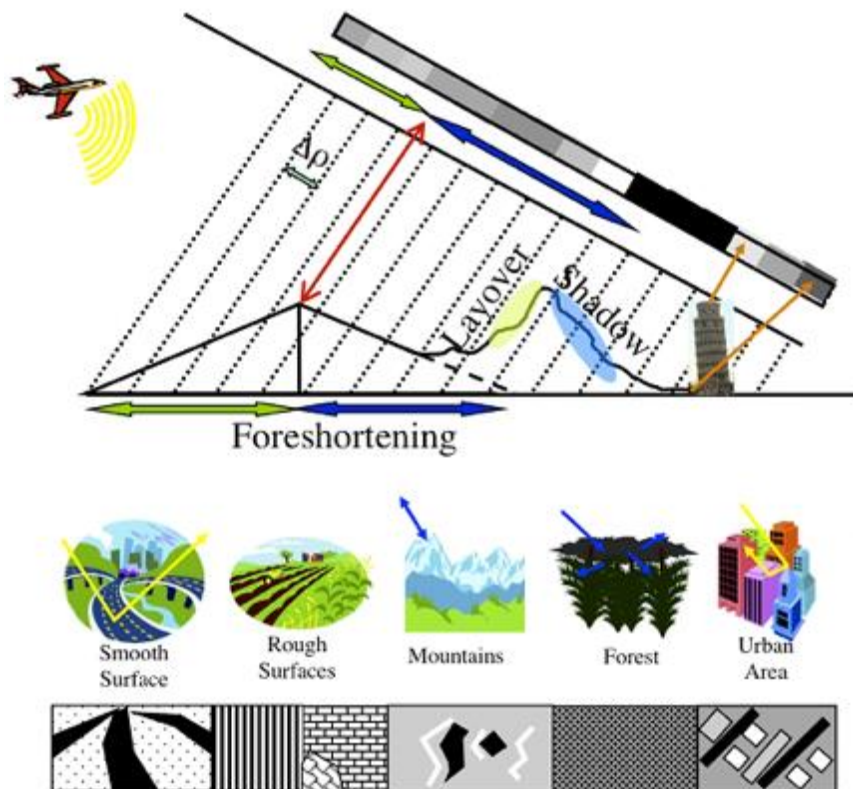 Δρ
Layover
Shadow
Foreshortening
Smooth
Surface
Rough
Surfaces
Mountains
Forest
Urban
Area